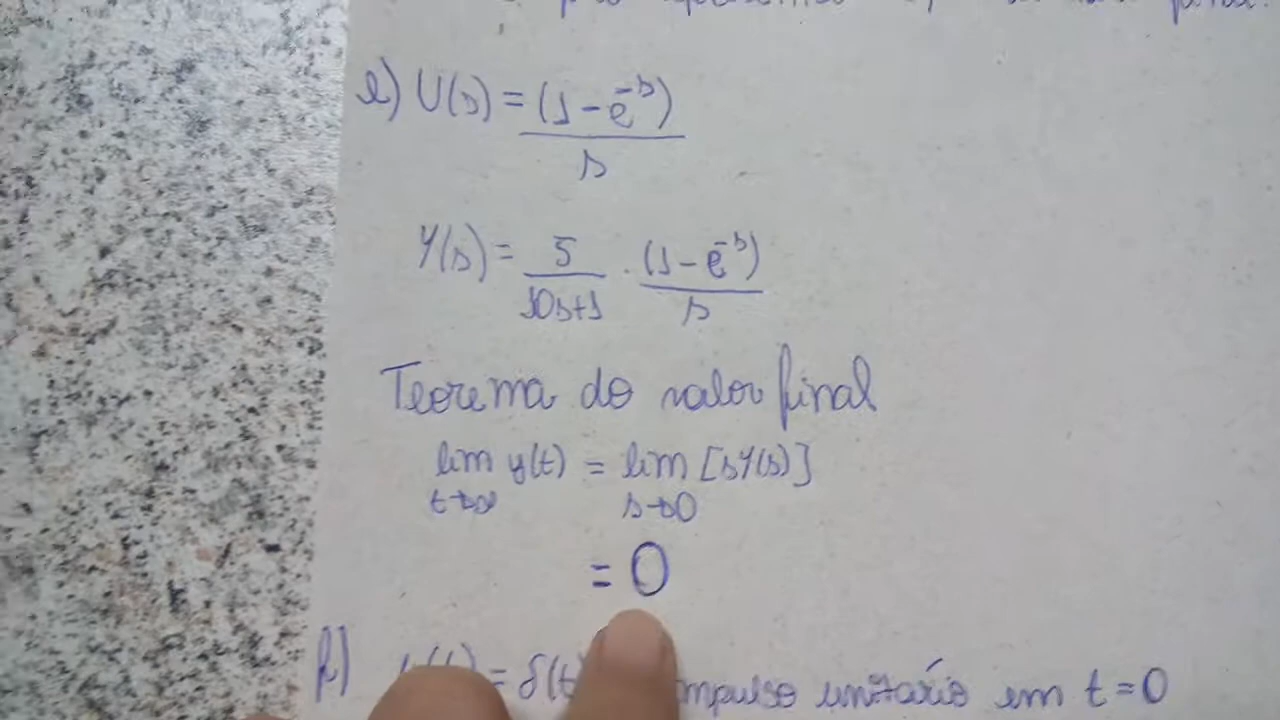 e) U(s) = (1 - e^-s)
s
Y(s) = 5 . (1 - e^-s)
10s+1 s
Teorema do valor final
lim y(t) = lim [sY(s)]
t→∞ s→0
= 0
f) = δ(t) impulso unitário em t = 0